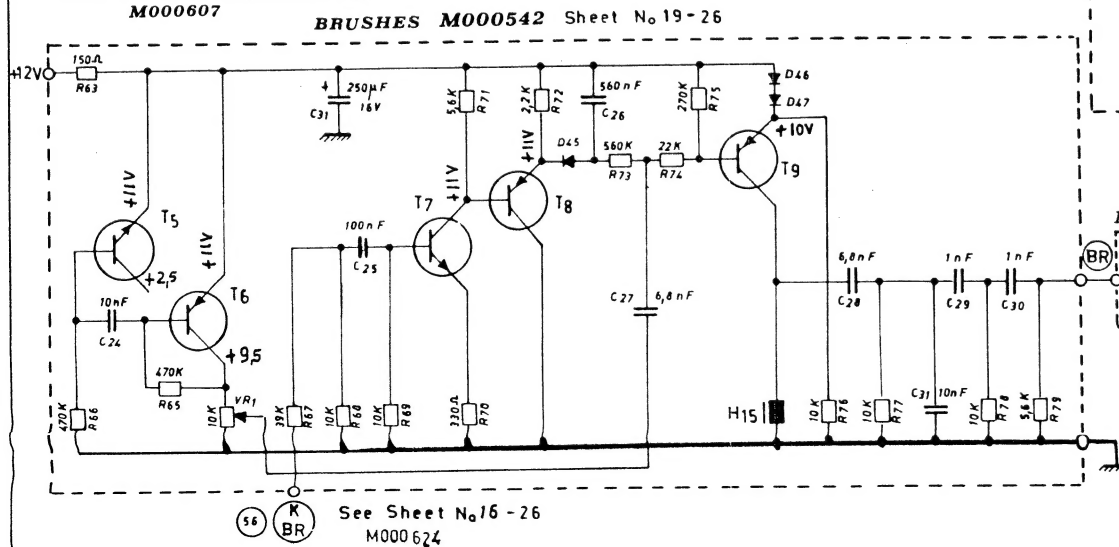 M000607
BRUSHES M000542 Sheet No 19-26
+12V
150Ω
R63
+
250µF
16V
C31
5,6K
R71
2,2K
R72
560nF
C26
270K
R75
D46
D47
+10V
+11V
+11V
+11V
+11V
D45
560K
R73
22K
R74
T9
T5
T7
T8
+2,5
T6
10nF
C24
+9,5
100nF
C25
C27
6,8nF
6,8nF
C28
1nF
C29
1nF
C30
BR
470K
R65
VR1
470K
R66
10K
39K
R67
10K
R68
10K
R69
330Ω
R70
H15
10K
R76
10K
R77
C31
10nF
10K
R78
5,6K
R79
56
K
BR
See Sheet No 16-26
M000624